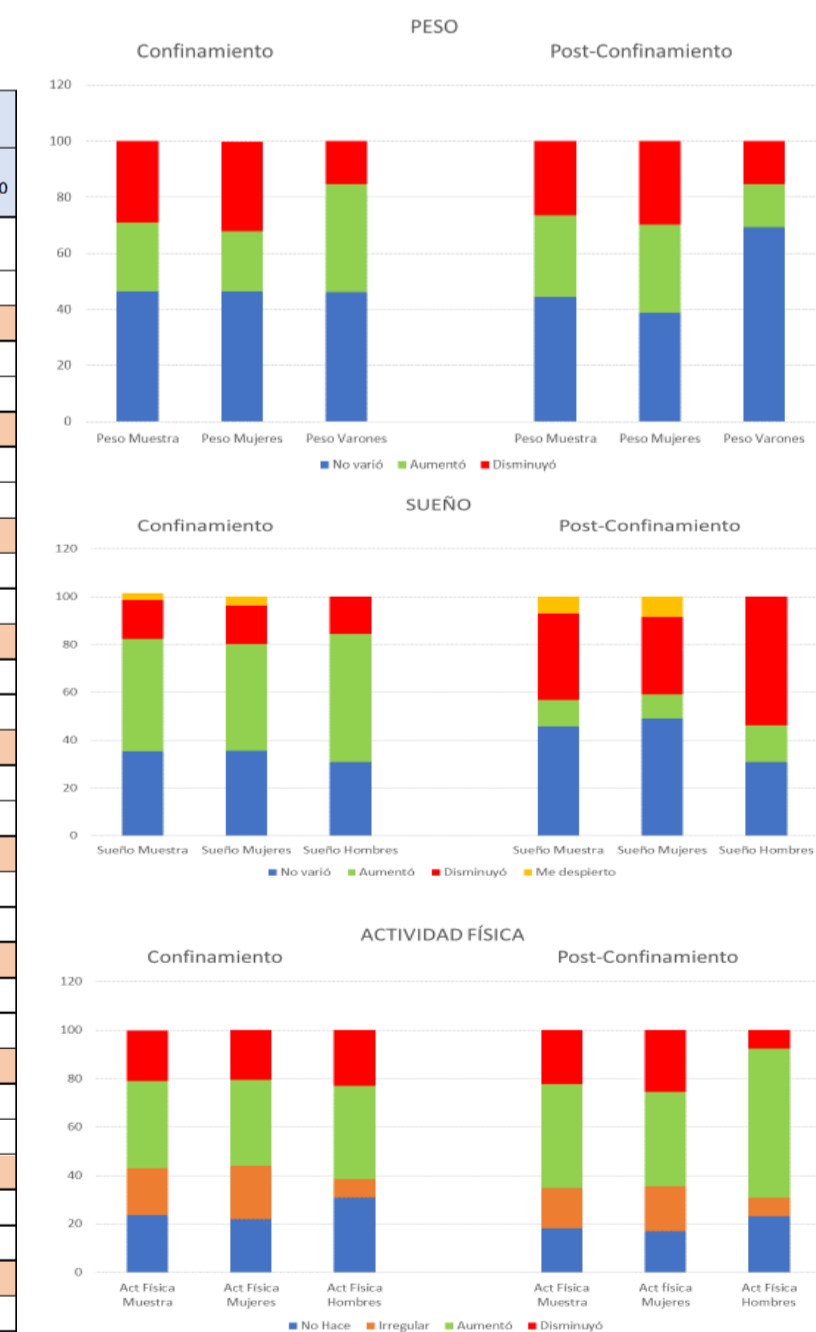 0
PESO
Confinamiento Post-Confinamiento
120
100
80
60
40
20
0
Peso Muestra Peso Mujeres Peso Varones Peso Muestra Peso Mujeres Peso Varones
No varió Aumentó Disminuyó
SUEÑO
Confinamiento Post-Confinamiento
120
100
80
60
40
20
0
Sueño Muestra Sueño Mujeres Sueño Hombres Sueño Muestra Sueño Mujeres Sueño Hombres
No varió Aumentó Disminuyó Me despierto
ACTIVIDAD FÍSICA
Confinamiento Post-Confinamiento
120
100
80
60
40
20
0
Act Física Act Física Act Física Act Física Act física Act Física
Muestra Mujeres Hombres Muestra Mujeres Hombres
No Hace Irregular Aumentó Disminuyó